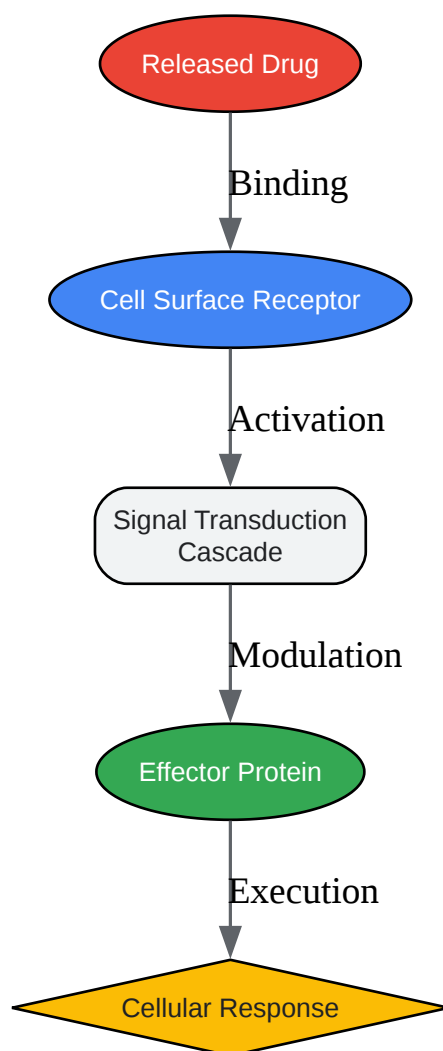 Released Drug
Binding
Cell Surface Receptor
Activation
Signal Transduction
Cascade
Modulation
Effector Protein
Execution
Cellular Response